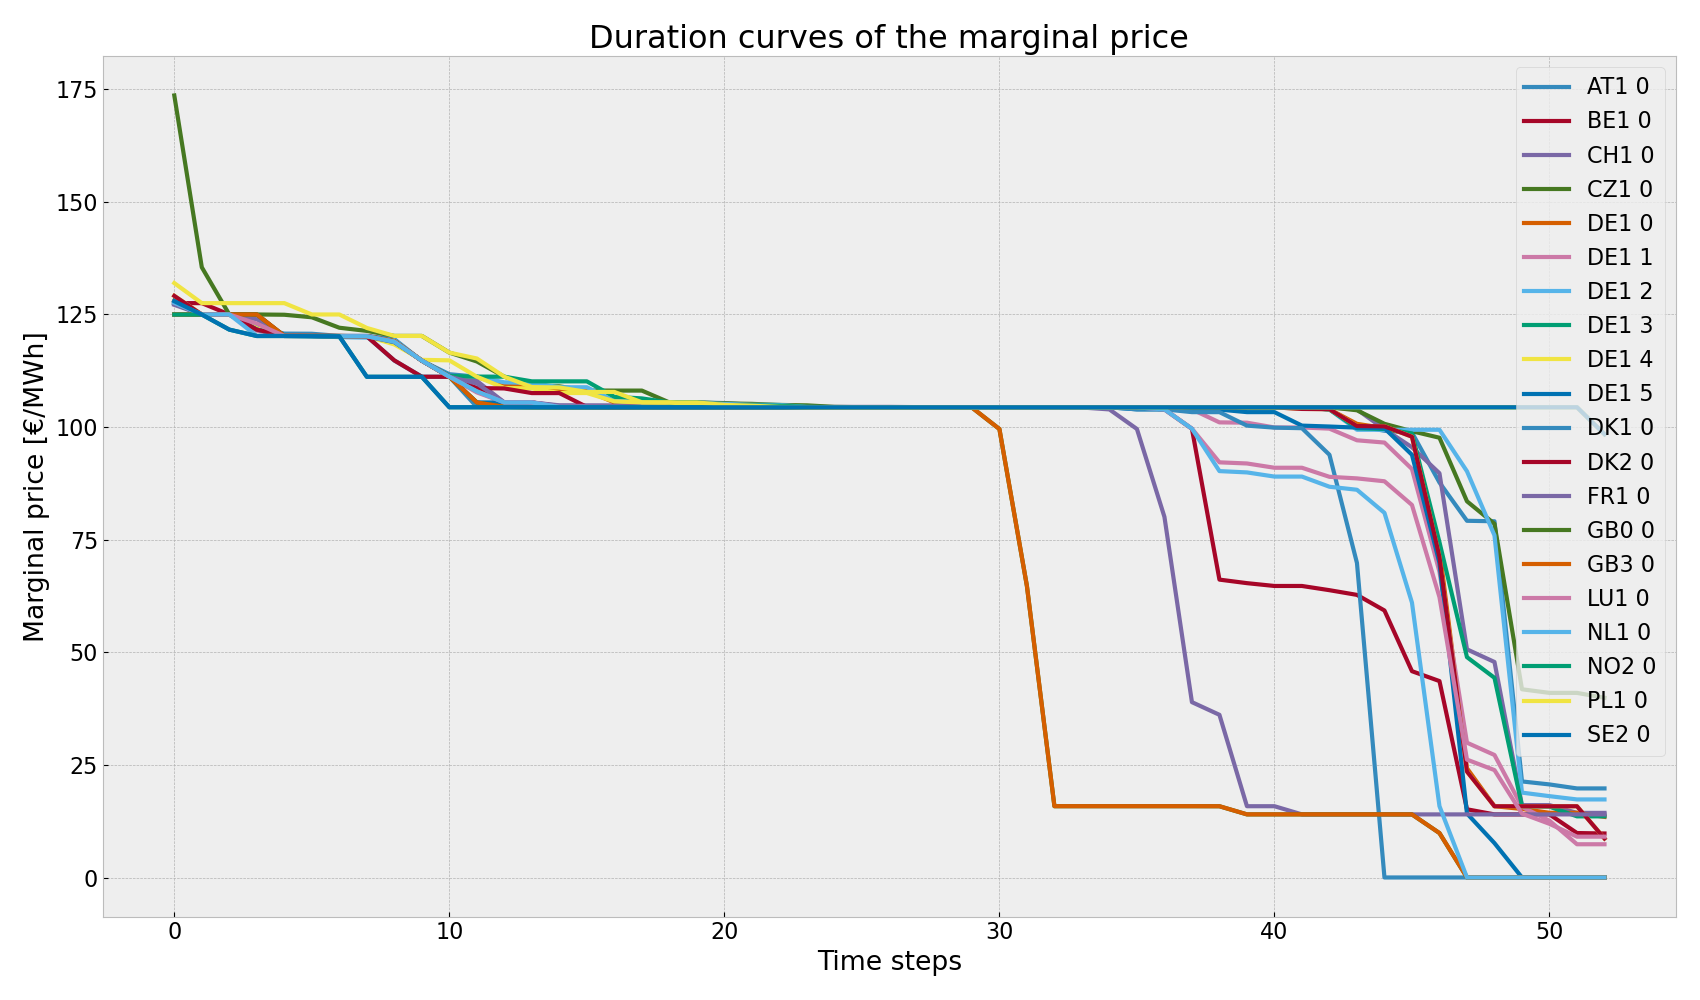 Duration curves of the marginal price
Marginal price [€/MWh]
175
150
125
100
75
50
25
0
0
10
20
30
40
50
Time steps
AT1 0
BE1 0
CH1 0
CZ1 0
DE1 0
DE1 1
DE1 2
DE1 3
DE1 4
DE1 5
DK1 0
DK2 0
FR1 0
GB0 0
GB3 0
LU1 0
NL1 0
NO2 0
PL1 0
SE2 0